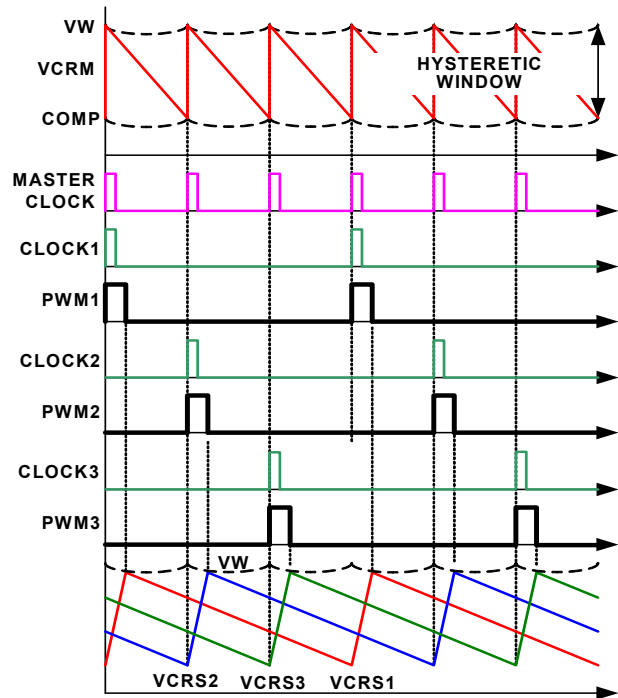 VW
VCRM
HYSTERETIC
WINDOW
COMP
MASTER
CLOCK
CLOCK1
PWM1
CLOCK2
PWM2
CLOCK3
PWM3
VW
VCRS2 VCRS3 VCRS1